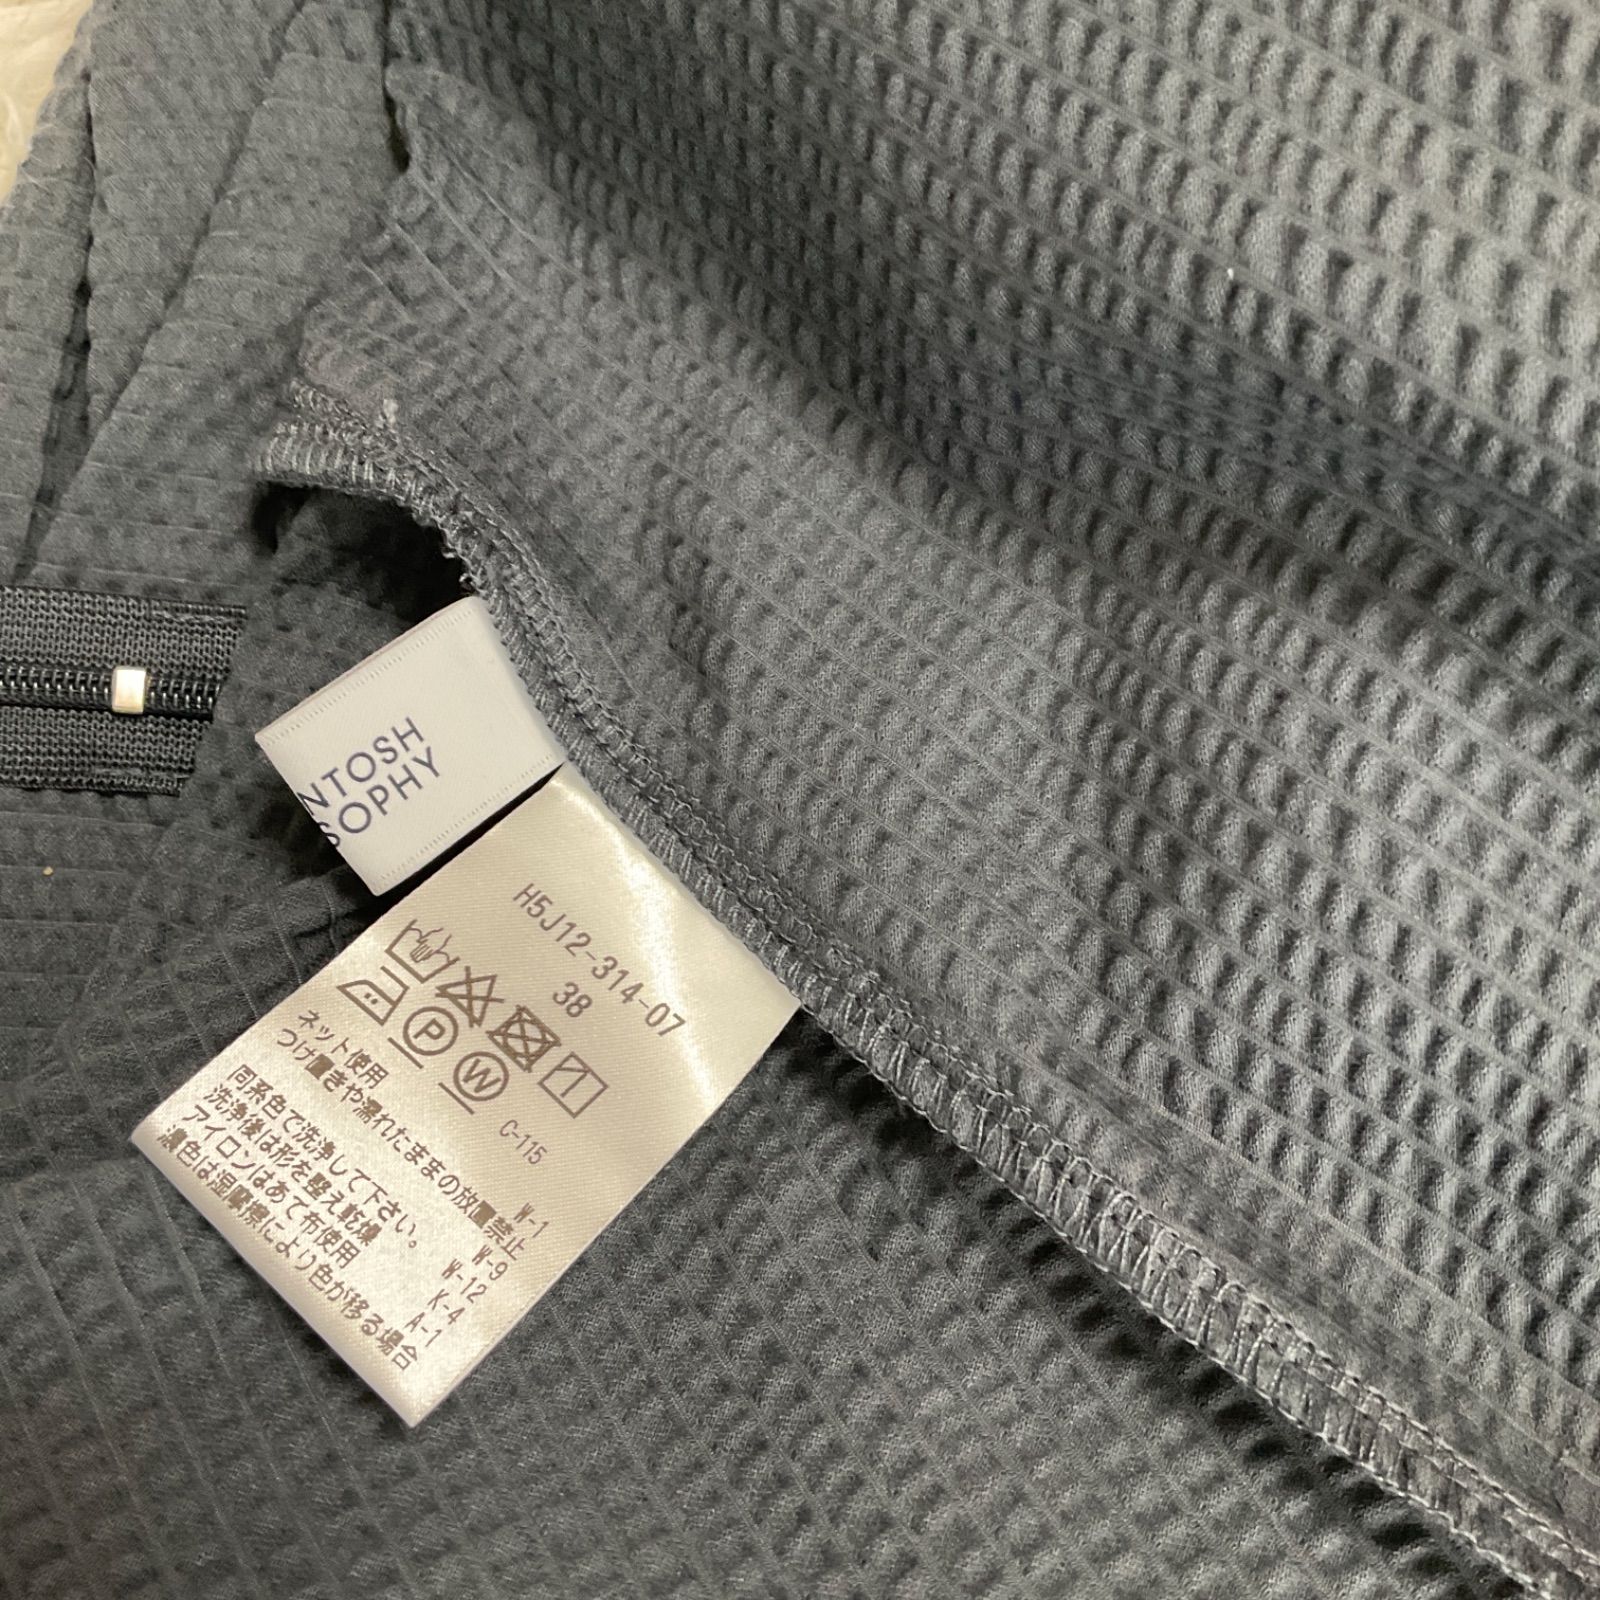 NTOSH
SOPHY
H5J12-314-07
38
P
W
C-115
ネット使用 W-1
つけ置きや濡れたままの放置禁止
W-9
同系色で洗浄して下さい。 W-12
洗浄後は形を整え乾燥 K-4
アイロンはあて布使用 A-1
濃色は湿摩擦により色が移る場合